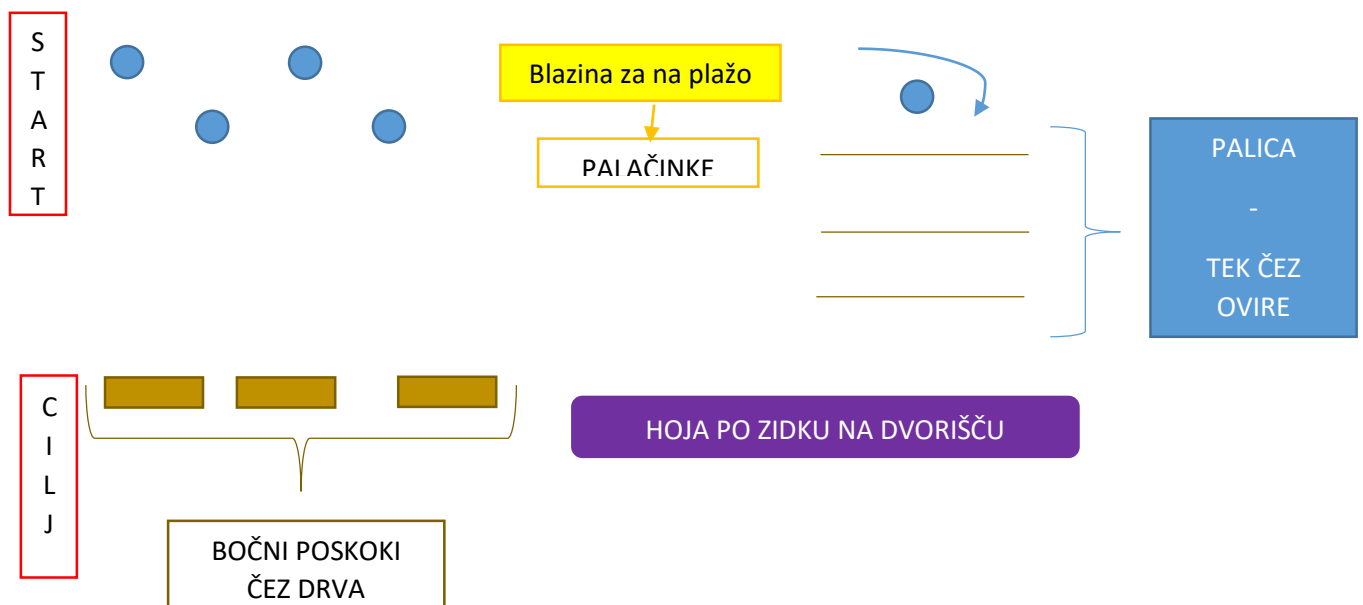 S
T
A
R
T
Blazina za na plažo
PALAČINKE
PALICA
-
TEK ČEZ
OVIRE
C
I
L
J
HOJA PO ZIDKU NA DVORIŠČU
BOČNI POSKOKI
ČEZ DRVA